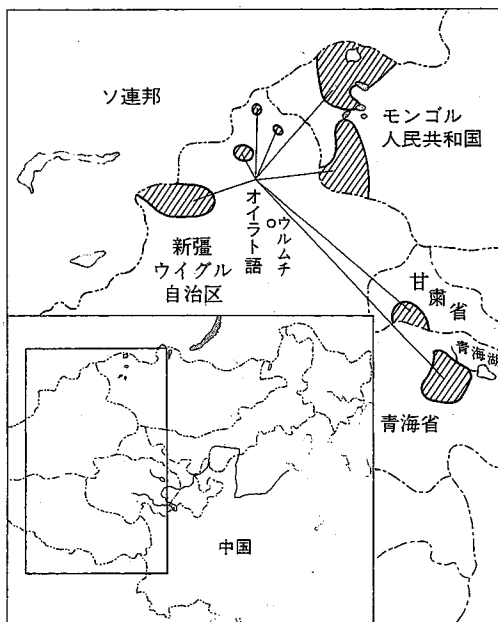 ソ連邦
モンゴル
人民共和国
オイラト語
ウルムチ
新疆
ウイグル
自治区
甘粛省
青海湖
青海省
中国